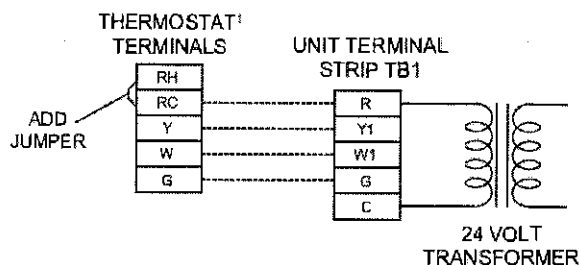 THERMOSTAT¹
TERMINALS
UNIT TERMINAL
STRIP TB1
RH
RC
Y
W
G
ADD
JUMPER
R
Y1
W1
G
C
24 VOLT
TRANSFORMER